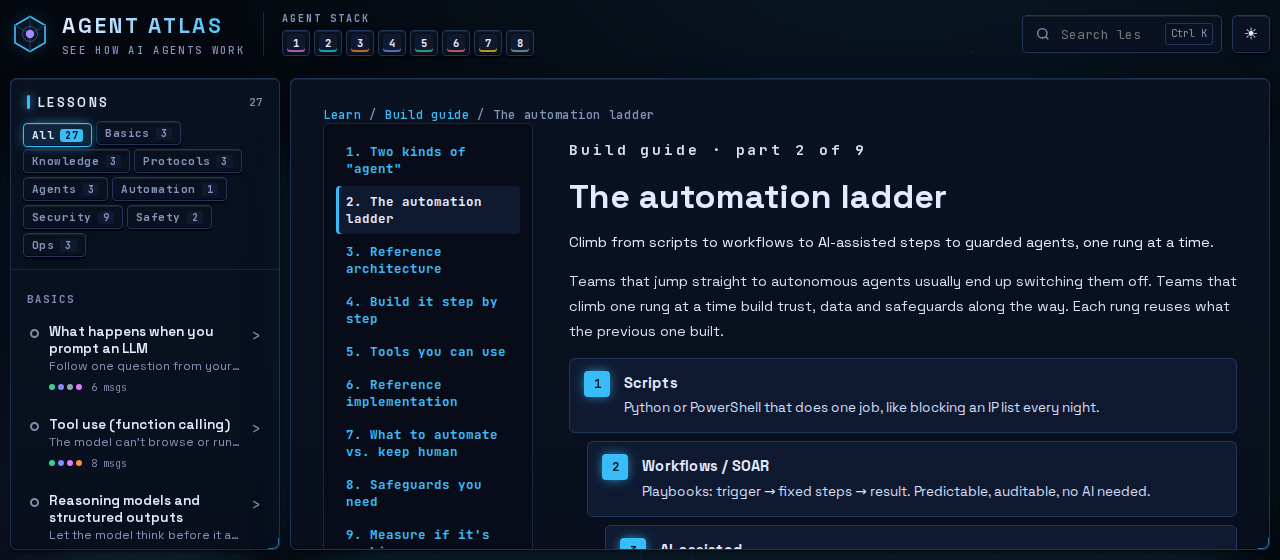 AGENT ATLAS
SEE HOW AI AGENTS WORK
AGENT STACK
1 2 3 4 5 6 7 8
Search les
Ctrl K
LESSONS
27
All 27
Basics 3
Knowledge 3
Protocols 3
Agents 3
Automation 1
Security 9
Safety 2
Ops 3
BASICS
What happens when you
prompt an LLM
Follow one question from your…
6 msgs
Tool use (function calling)
The model can't browse or run…
8 msgs
Reasoning models and
structured outputs
Let the model think before it a…
Learn / Build guide / The automation ladder
1. Two kinds of
"agent"
2. The automation
ladder
3. Reference
architecture
4. Build it step by
step
5. Tools you can use
6. Reference
implementation
7. What to automate
vs. keep human
8. Safeguards you
need
9. Measure if it's
Build guide · part 2 of 9
The automation ladder
Climb from scripts to workflows to AI-assisted steps to guarded agents, one rung at a time.
Teams that jump straight to autonomous agents usually end up switching them off. Teams that
climb one rung at a time build trust, data and safeguards along the way. Each rung reuses what
the previous one built.
1
Scripts
Python or PowerShell that does one job, like blocking an IP list every night.
2
Workflows / SOAR
Playbooks: trigger → fixed steps → result. Predictable, auditable, no AI needed.
3
AI-assisted